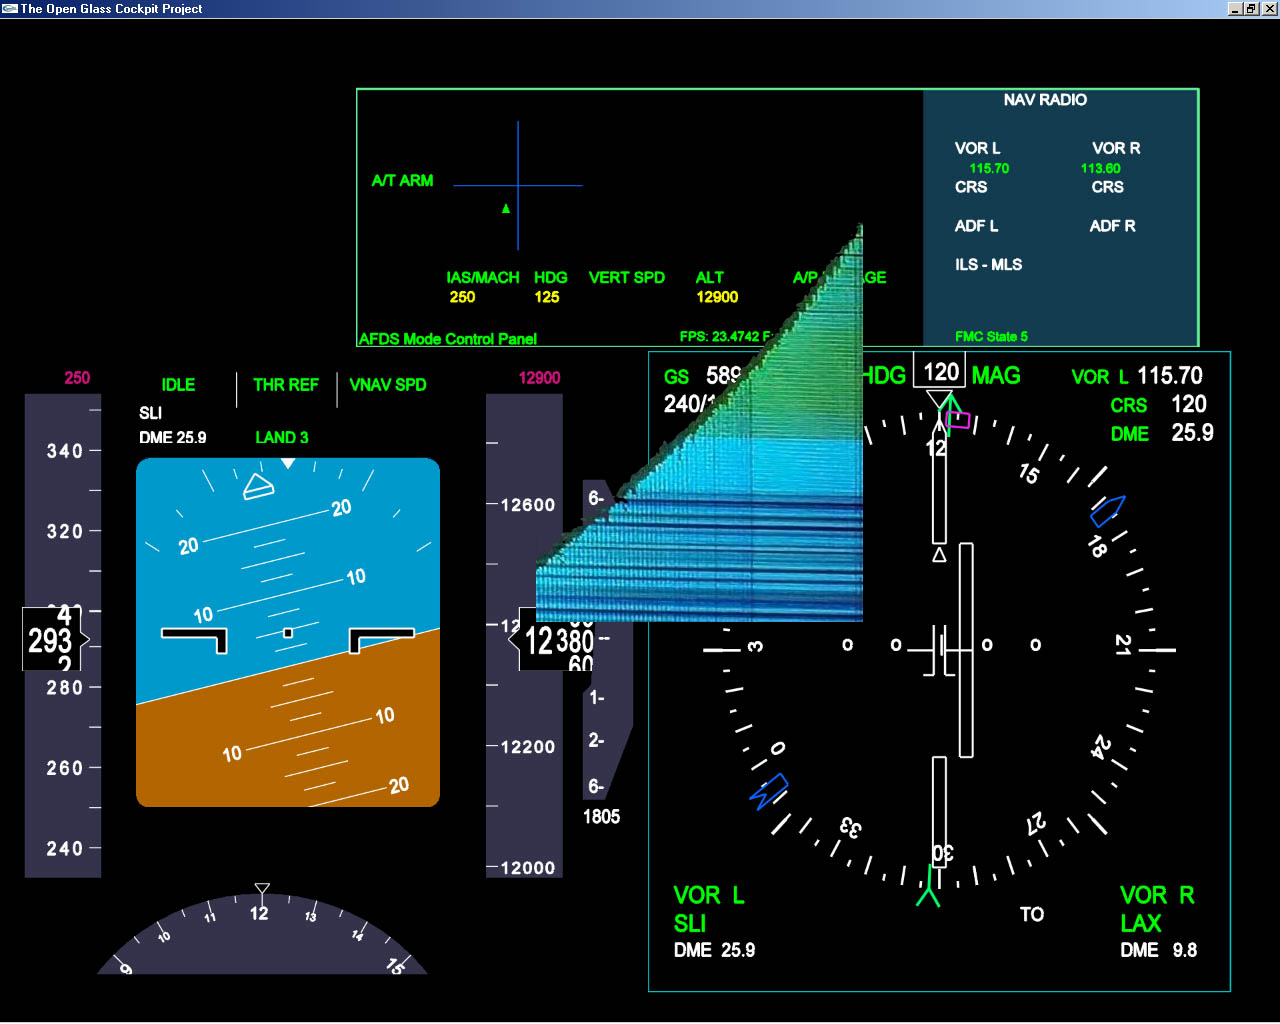 The Open Glass Cockpit Project
NAV RADIO
VOR L VOR R
115.70 113.60
CRS CRS
ADF L ADF R
ILS - MLS
FMC State 5
A/T ARM
IAS/MACH HDG VERT SPD ALT A/P
250 125 12900
AFDS Mode Control Panel FPS: 23.4742
250 IDLE THR REF VNAV SPD 12900
SLI
DME 25.9 LAND 3
340
320
293
280
260
240
20 20
10 10
10 10
20
12600
12380
12200
12000
6-
1-
2-
6-
1805
9 10 11 12 13 14 15
GS 589 HDG 120 MAG VOR L 115.70
240/ CRS 120
DME 25.9
12 15 18 21 24 27 30 33 0 3
0 0 0 0
VOR L VOR R
SLI TO LAX
DME 25.9 DME 9.8